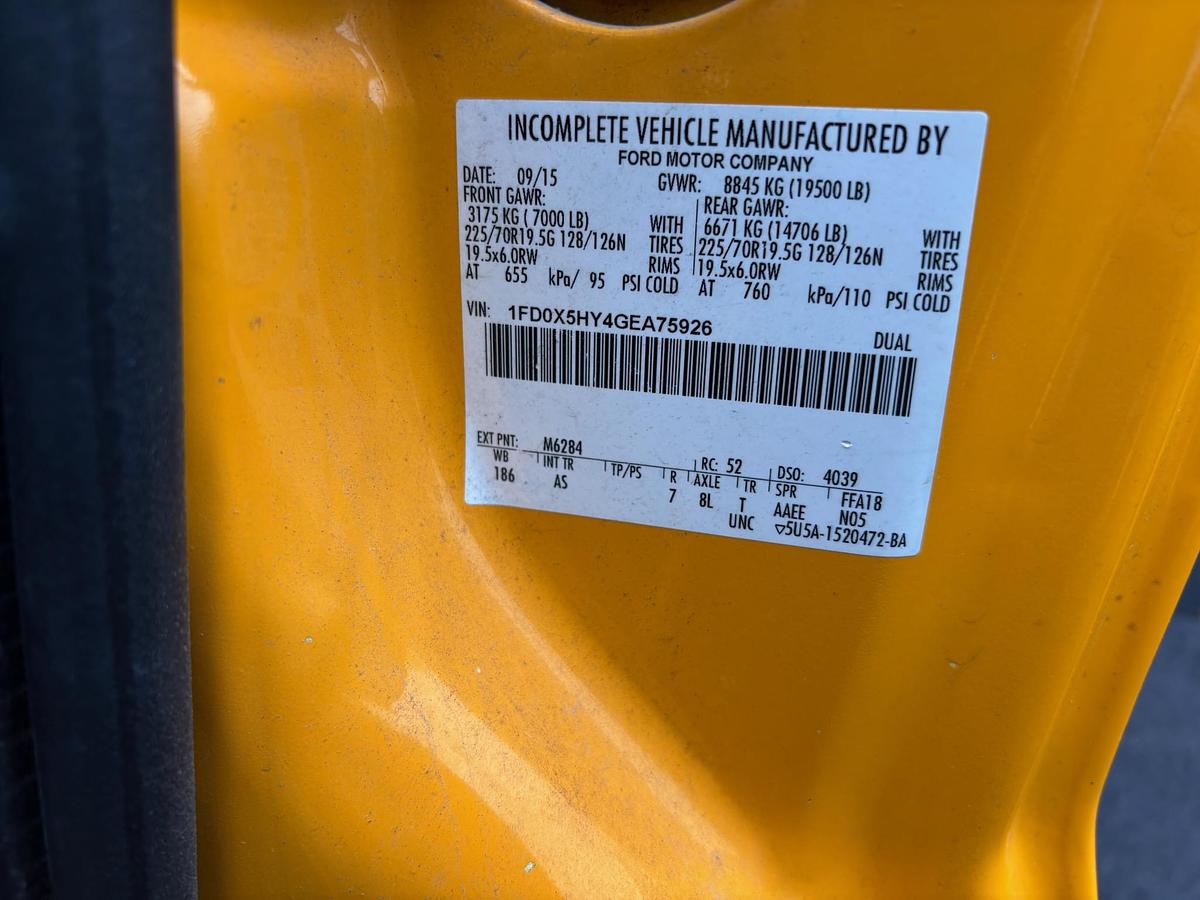 INCOMPLETE VEHICLE MANUFACTURED BY
FORD MOTOR COMPANY
DATE: 09/15 GVWR: 8845 KG (19500 LB)
FRONT GAWR: REAR GAWR:
3175 KG ( 7000 LB) WITH 6671 KG (14706 LB) WITH
225/70R19.5G 128/126N TIRES 225/70R19.5G 128/126N TIRES
19.5x6.0RW RIMS 19.5x6.0RW RIMS
AT 655 kPa/ 95 PSI COLD AT 760 kPa/110 PSI COLD
VIN: 1FD0X5HY4GEA75926 DUAL
EXT PNT: M6284 RC: 52 DSO: 4039
WB INT TR TP/PS R AXLE TR SPR FFA18
186 AS 7 8L T AAEE N05
UNC ▽5U5A-1520472-BA